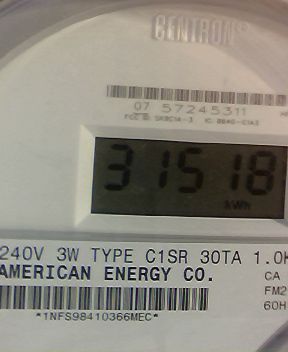 CENTRON®
07 57245311
31518
kWh
240V 3W TYPE C1SR 30TA 1.0K
AMERICAN ENERGY CO.
CA
FM2
60H
*1NFS98410366MEC*